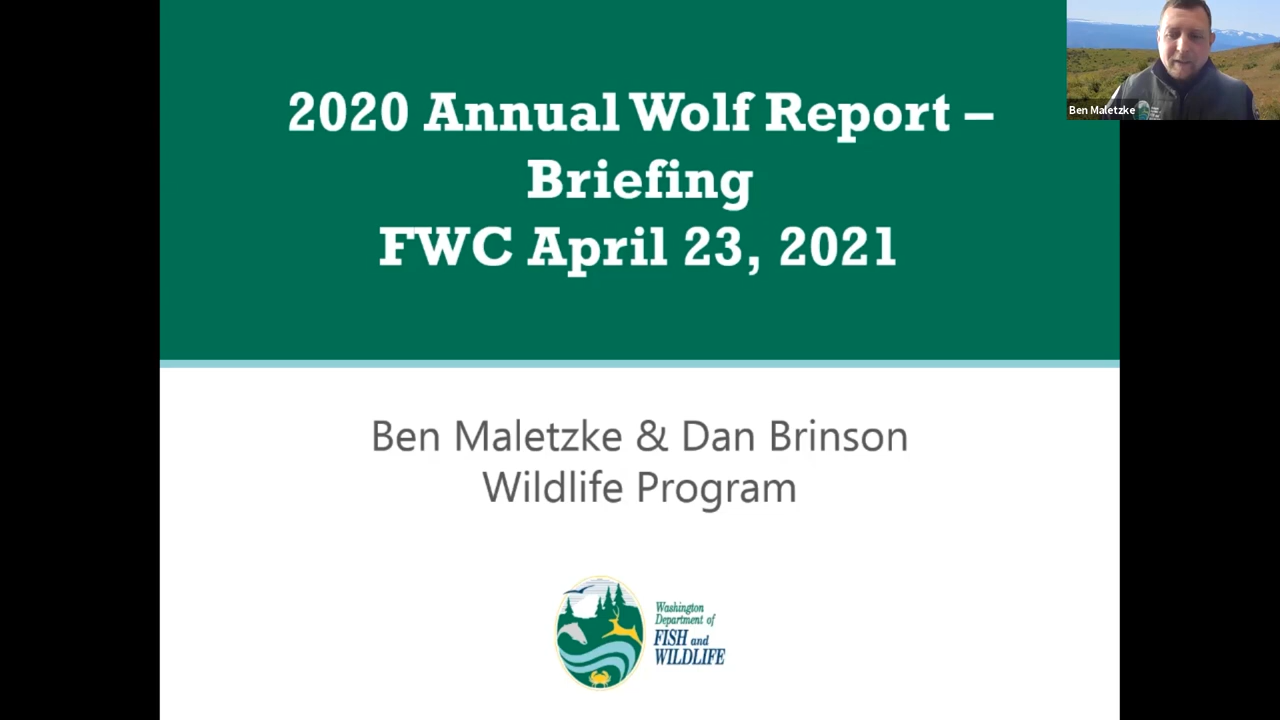 2020 Annual Wolf Report –
Briefing
FWC April 23, 2021
Ben Maletzke
Ben Maletzke & Dan Brinson
Wildlife Program
Washington
Department of
FISH and
WILDLIFE